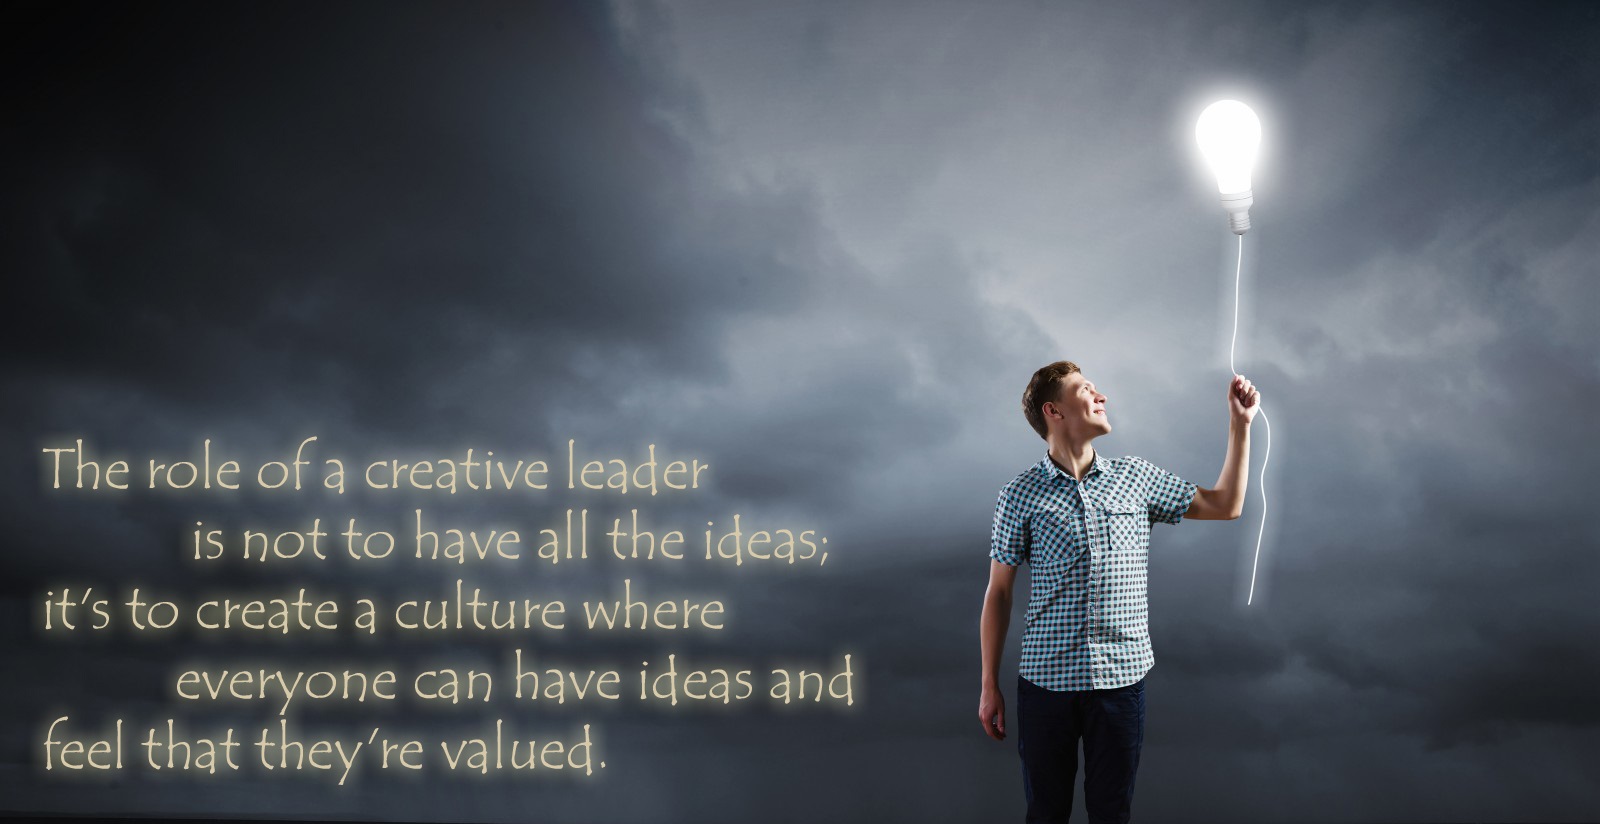 The role of a creative leader
is not to have all the ideas;
it's to create a culture where
everyone can have ideas and
feel that they're valued.